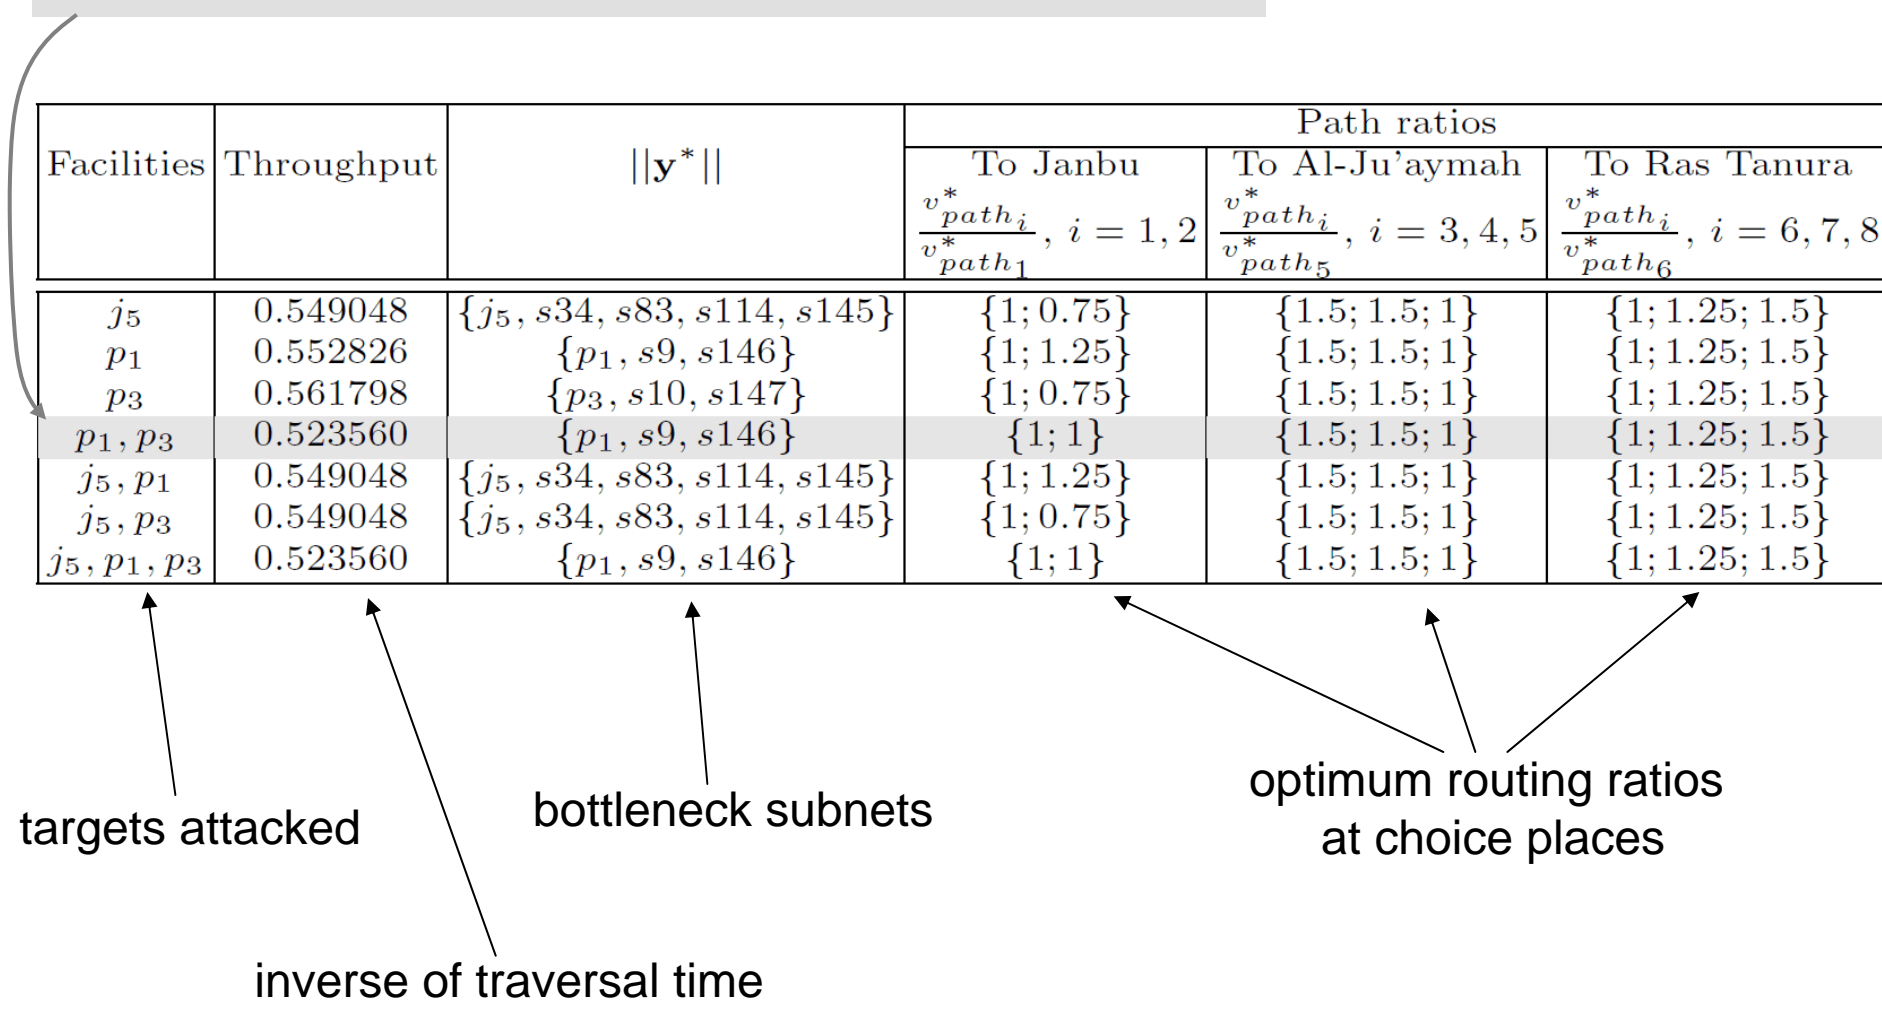 Path ratios
Facilities Throughput ||y*|| To Janbu To Al-Ju'aymah To Ras Tanura
v*path_i / v*path_1, i = 1, 2 v*path_i / v*path_5, i = 3, 4, 5 v*path_i / v*path_6, i = 6, 7, 8
j5 0.549048 {j5, s34, s83, s114, s145} {1; 0.75} {1.5; 1.5; 1} {1; 1.25; 1.5}
p1 0.552826 {p1, s9, s146} {1; 1.25} {1.5; 1.5; 1} {1; 1.25; 1.5}
p3 0.561798 {p3, s10, s147} {1; 0.75} {1.5; 1.5; 1} {1; 1.25; 1.5}
p1, p3 0.523560 {p1, s9, s146} {1; 1} {1.5; 1.5; 1} {1; 1.25; 1.5}
j5, p1 0.549048 {j5, s34, s83, s114, s145} {1; 1.25} {1.5; 1.5; 1} {1; 1.25; 1.5}
j5, p3 0.549048 {j5, s34, s83, s114, s145} {1; 0.75} {1.5; 1.5; 1} {1; 1.25; 1.5}
j5, p1, p3 0.523560 {p1, s9, s146} {1; 1} {1.5; 1.5; 1} {1; 1.25; 1.5}
targets attacked
bottleneck subnets
optimum routing ratios
at choice places
inverse of traversal time